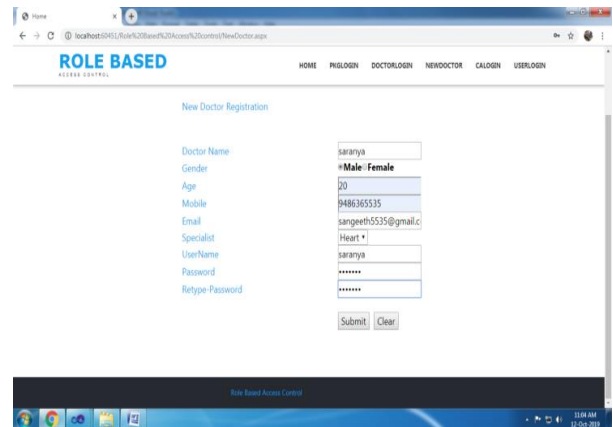 Home
localhost:60451/Role%20Based%20Access%20control/NewDoctor.aspx
ROLE BASED
ACCESS CONTROL
HOME PKGLOGIN DOCTORLOGIN NEWDOCTOR CALOGIN USERLOGIN
New Doctor Registration
Doctor Name saranya
Gender Male Female
Age 20
Mobile 9486365535
Email sangeeth5535@gmail.c
Specialist Heart
UserName saranya
Password •••••••
Retype-Password •••••••
Submit Clear
Role Based Access Control
11:04 AM
12-Oct-2019